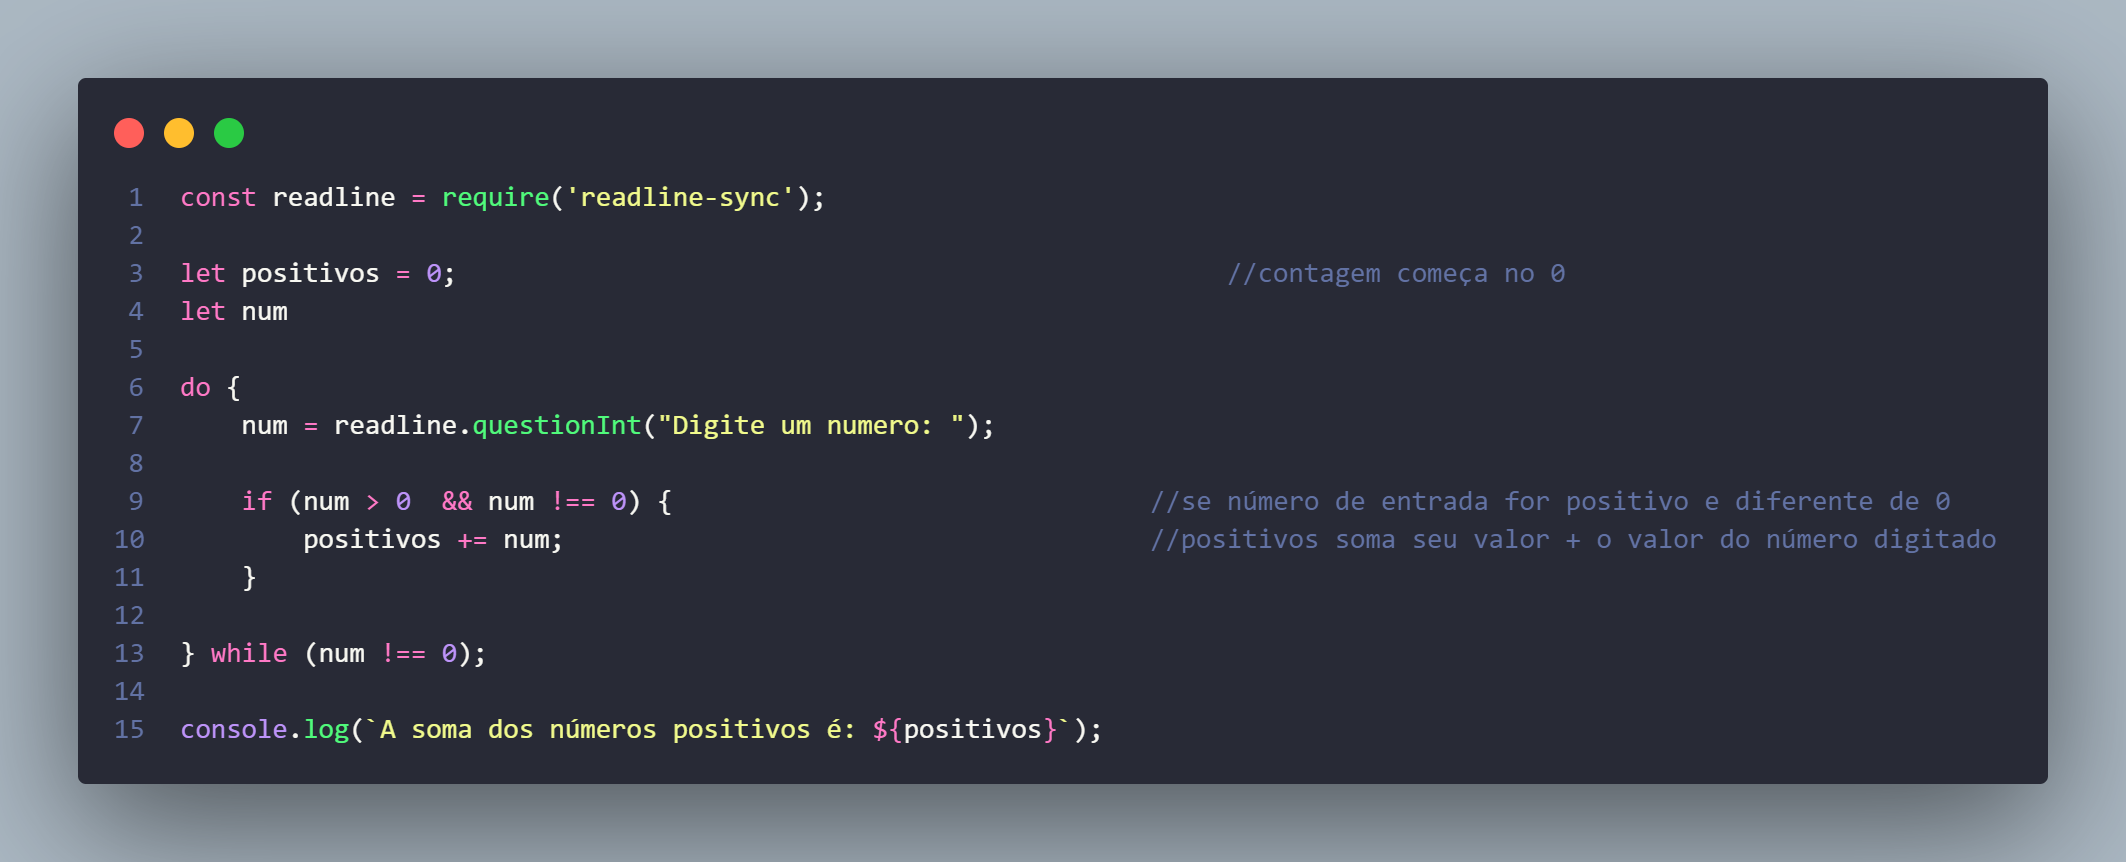 1 const readline = require('readline-sync');
2
3 let positivos = 0; //contagem começa no 0
4 let num
5
6 do {
7 num = readline.questionInt("Digite um numero: ");
8
9 if (num > 0  && num !== 0) { //se número de entrada for positivo e diferente de 0
10 positivos += num; //positivos soma seu valor + o valor do número digitado
11 }
12
13 } while (num !== 0);
14
15 console.log(`A soma dos números positivos é: ${positivos}`);